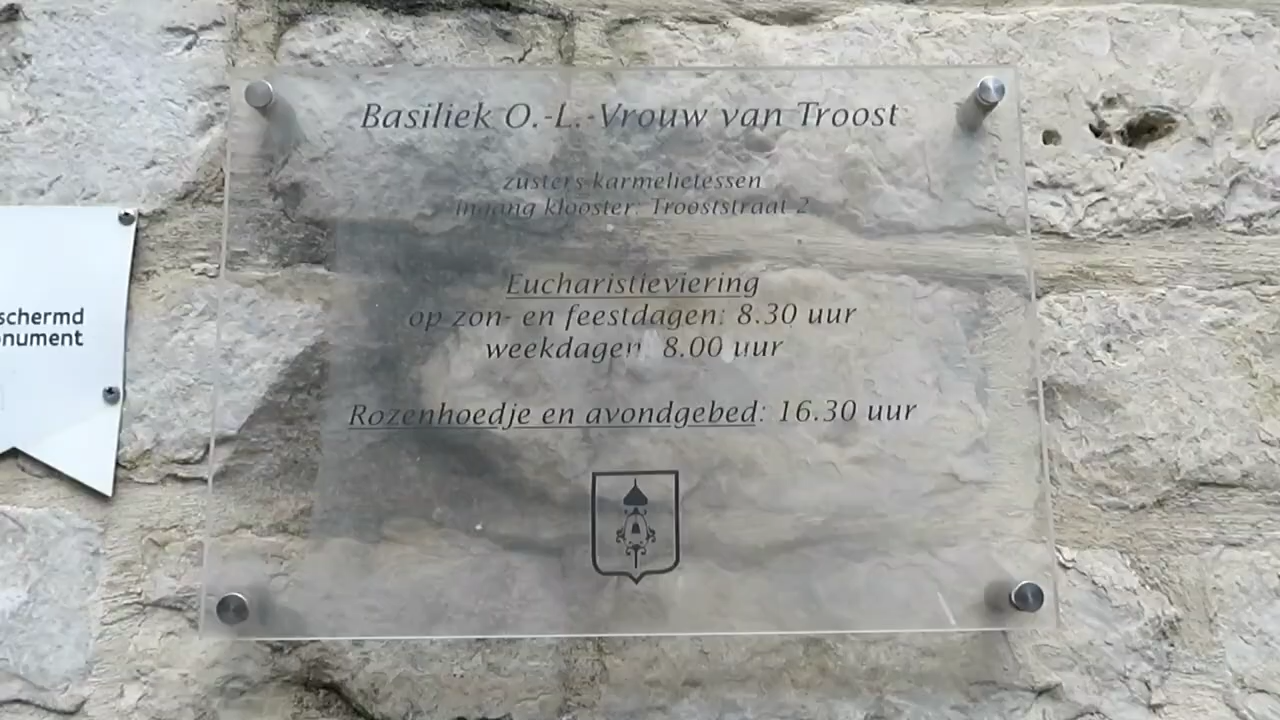 Basiliek O.-L.-Vrouw van Troost
zusters karmelietessen
ingang klooster: Trooststraat 2
Eucharistieviering
op zon- en feestdagen: 8.30 uur
weekdagen 8.00 uur
Rozenhoedje en avondgebed: 16.30 uur
schermd
onument